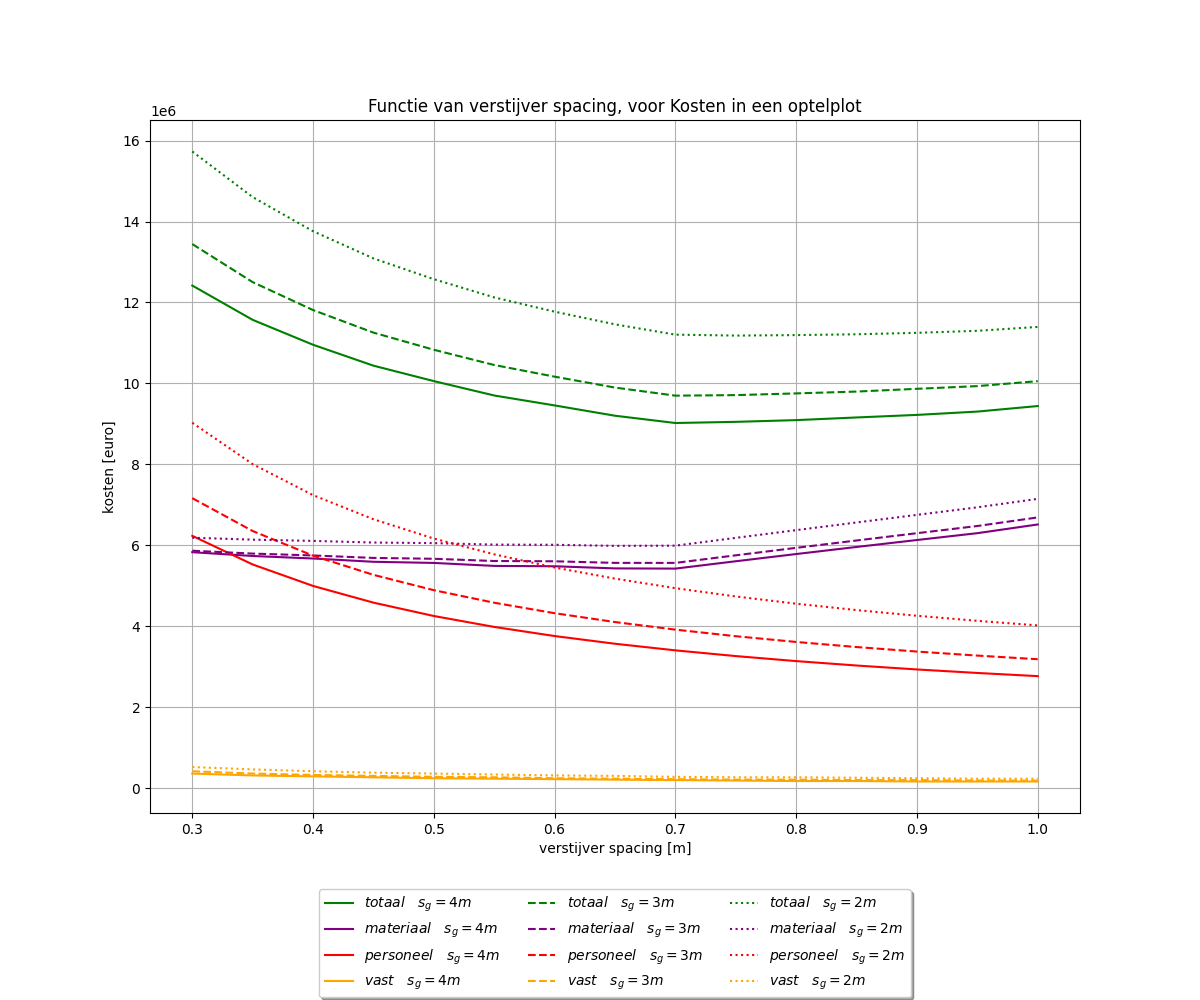 Functie van verstijver spacing, voor Kosten in een optelplot
1e6
16
14
12
10
8
6
4
2
0
kosten [euro]
0.3 0.4 0.5 0.6 0.7 0.8 0.9 1.0
verstijver spacing [m]
totaal s_g = 4m totaal s_g = 3m totaal s_g = 2m
materiaal s_g = 4m materiaal s_g = 3m materiaal s_g = 2m
personeel s_g = 4m personeel s_g = 3m personeel s_g = 2m
vast s_g = 4m vast s_g = 3m vast s_g = 2m